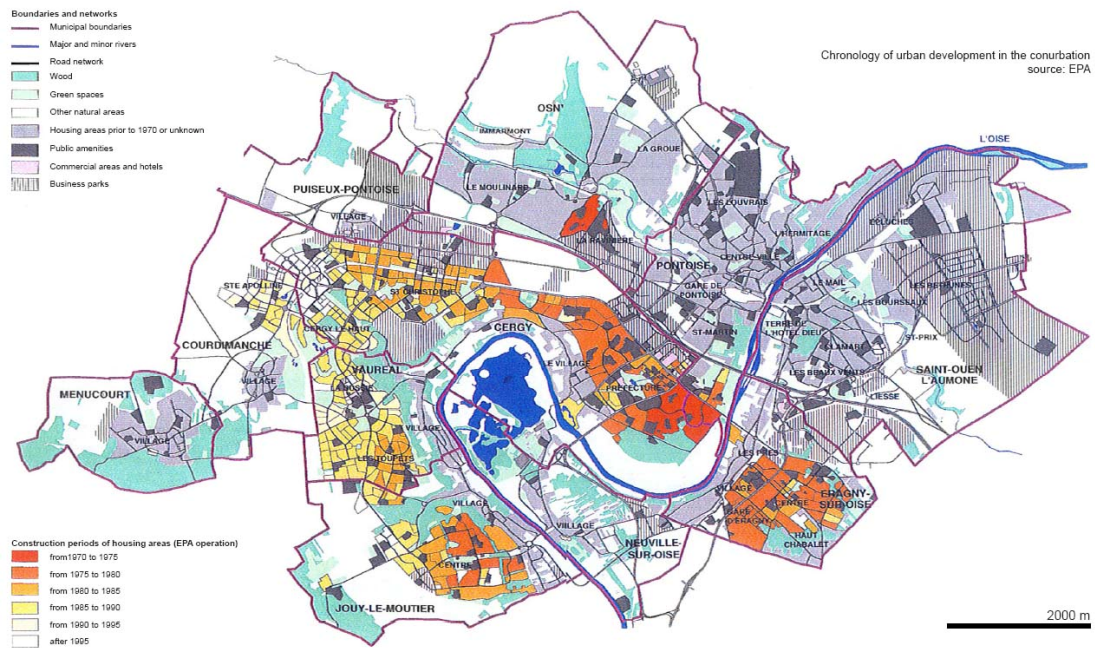 Boundaries and networks
Municipal boundaries
Major and minor rivers
Road network
Wood
Green spaces
Other natural areas
Housing areas prior to 1970 or unknown
Public amenities
Commercial areas and hotels
Business parks
Chronology of urban development in the conurbation
source: EPA
OSN'
IMMARMONT
LA GROUE
L'OISE
LE MOULINARD
PUISEUX-PONTOISE
VILLAGE
LES LOUVRAIS
L'HERMITAGE
LA RAVINIERE
CENTRE-VILLE
PONTOISE
GARE DE
PONTOISE
LE MAIL
LES BETHUNES
LES BOURSEAUX
STE APOLLINE
ST CHRISTOPHE
CERGY LE HAUT
CERGY
ST-MARTIN
TERRE DE
L'HOTEL DIEU
ST-PRIX
COURDIMANCHE
LE VILLAGE
VAUREAL
PREFECTURE
LES BEAUX VENTS
SAINT-OUEN
L'AUMONE
LIESSE
VILLAGE
MENUCOURT
VILLAGE
VILLAGE
LES TOUPETS
LES PRES
VILLAGE
CENTRE
ERAGNY-
SUR-OISE
GARE
D'ERAGNY
HAUT
CHABALET
VILLAGE
VIILLAGE
NEUVILLE-
SUR-OISE
CENTRE
JOUY-LE-MOUTIER
Construction periods of housing areas (EPA operation)
from1970 to 1975
from 1975 to 1980
from 1980 to 1985
from 1985 to 1990
from 1990 to 1995
after 1995
2000 m